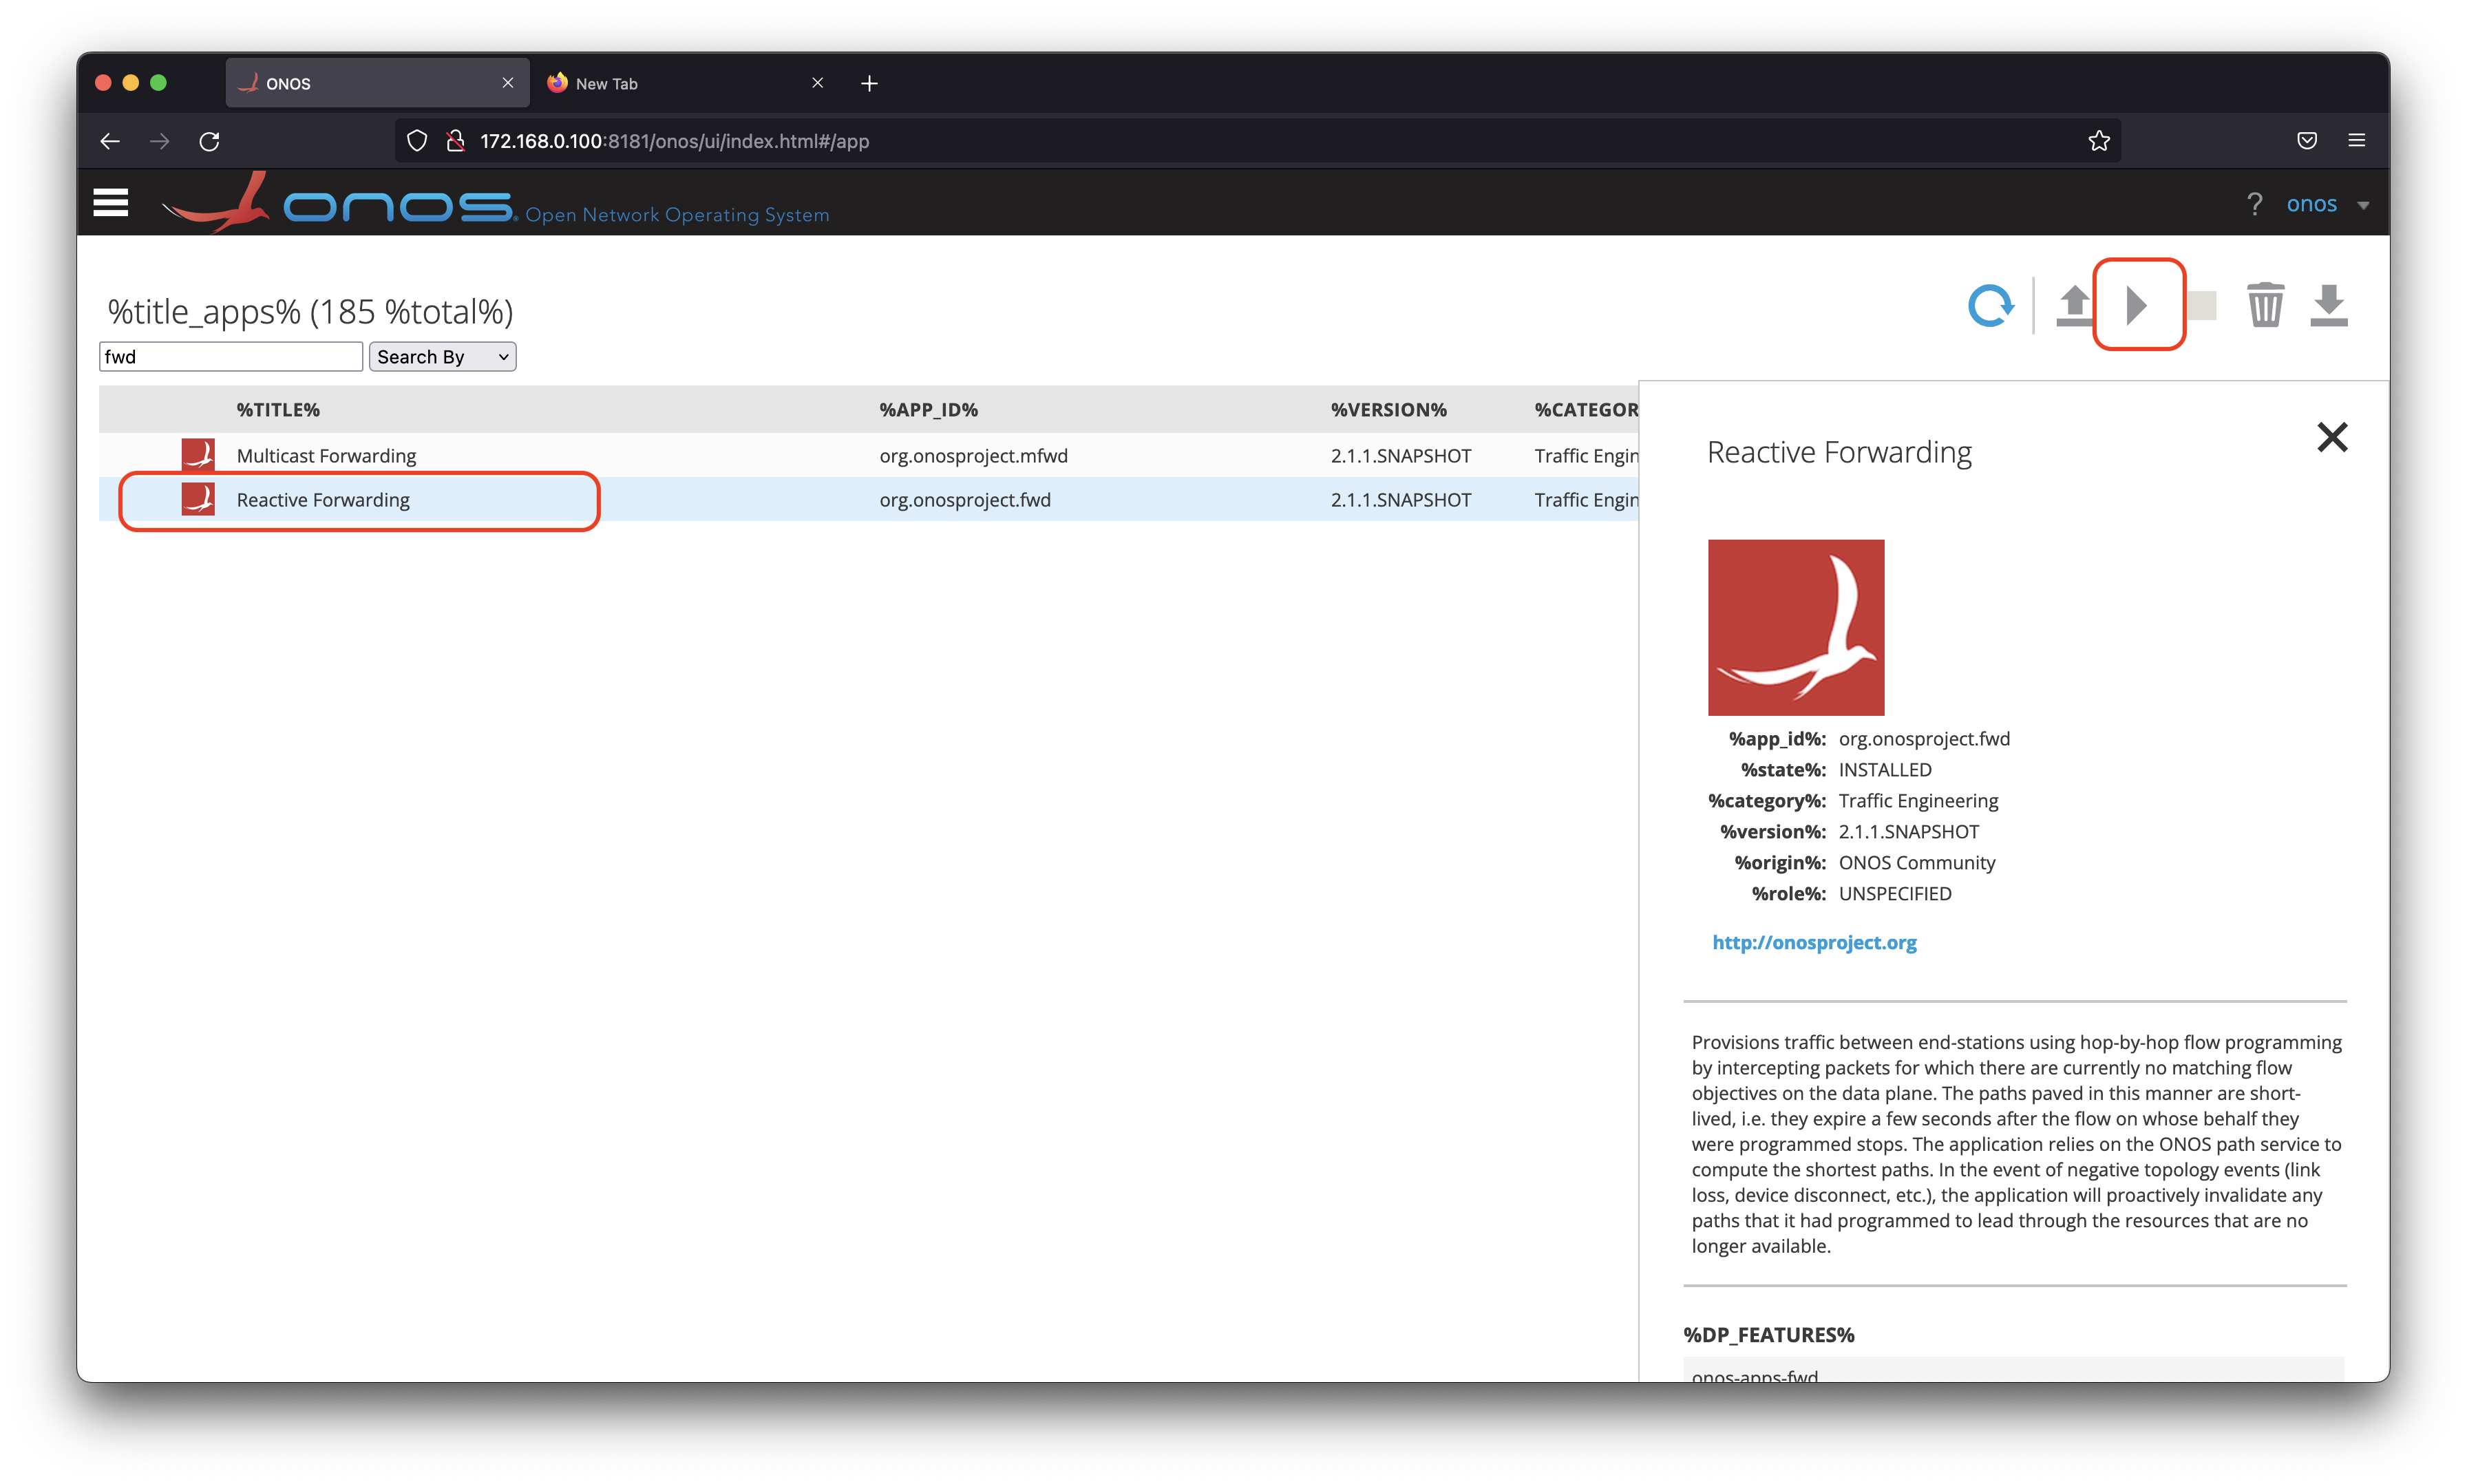 ONOS
New Tab
172.168.0.100:8181/onos/ui/index.html#/app
onos Open Network Operating System
? onos
%title_apps% (185 %total%)
fwd
Search By
%TITLE% %APP_ID% %VERSION% %CATEGOR
Multicast Forwarding org.onosproject.mfwd 2.1.1.SNAPSHOT Traffic Engin
Reactive Forwarding org.onosproject.fwd 2.1.1.SNAPSHOT Traffic Engin
Reactive Forwarding
%app_id%: org.onosproject.fwd
%state%: INSTALLED
%category%: Traffic Engineering
%version%: 2.1.1.SNAPSHOT
%origin%: ONOS Community
%role%: UNSPECIFIED
http://onosproject.org
Provisions traffic between end-stations using hop-by-hop flow programming
by intercepting packets for which there are currently no matching flow
objectives on the data plane. The paths paved in this manner are short-
lived, i.e. they expire a few seconds after the flow on whose behalf they
were programmed stops. The application relies on the ONOS path service to
compute the shortest paths. In the event of negative topology events (link
loss, device disconnect, etc.), the application will proactively invalidate any
paths that it had programmed to lead through the resources that are no
longer available.
%DP_FEATURES%
onos-apps-fwd